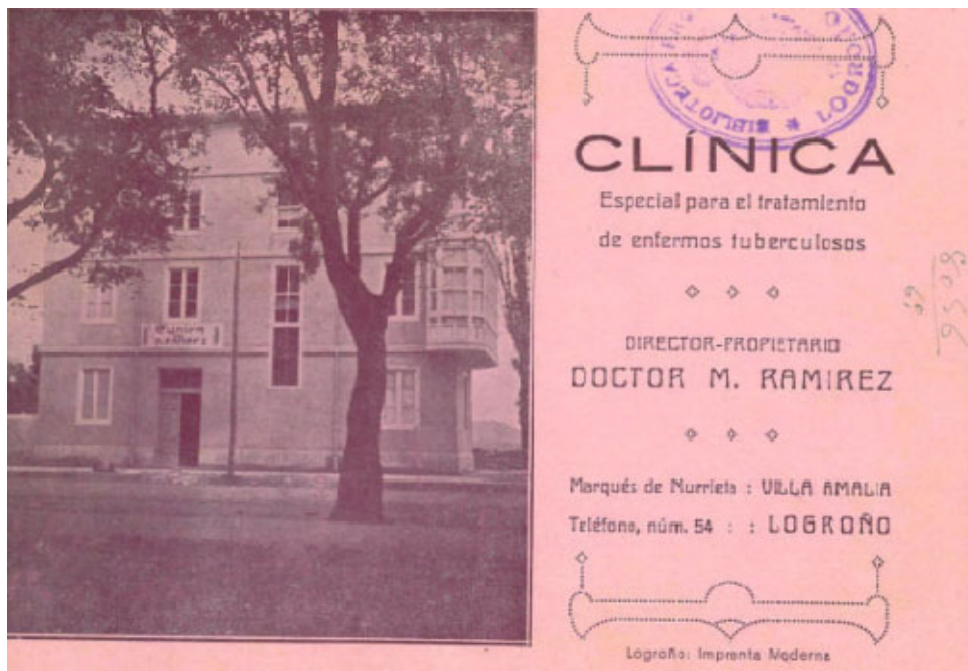 BIBLIOTECA
CLÍNICA
Especial para el tratamiento
de enfermos tuberculosos
DIRECTOR-PROPIETARIO
DOCTOR M. RAMIREZ
Marqués de Murrieta : VILLA AMALIA
Teléfono, núm. 54 : : LOGROÑO
Logroño: Imprenta Moderna